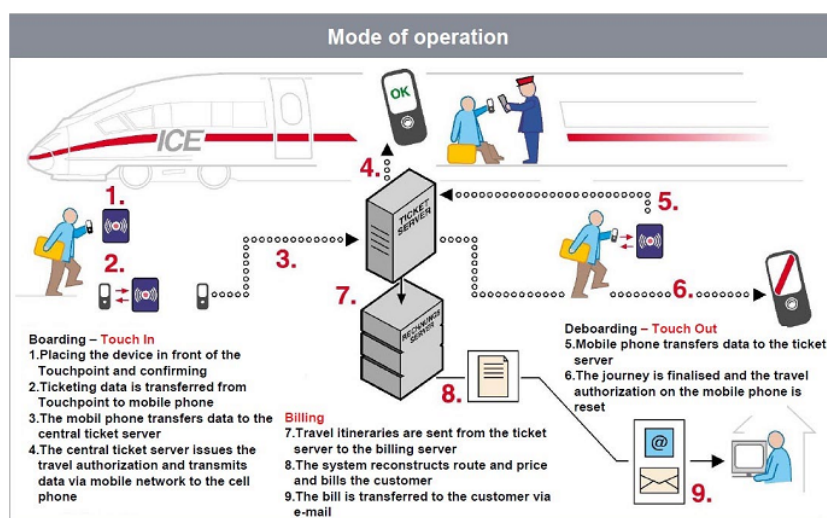 Mode of operation
ICE
OK
1.
2.
3.
4.
TICKET
SERVER
5.
6.
7.
RECHNUNGS
SERVER
8.
@
9.
Boarding – Touch In
1.Placing the device in front of the
Touchpoint and confirming
2.Ticketing data is transferred from
Touchpoint to mobile phone
3.The mobil phone transfers data to the
central ticket server
4.The central ticket server issues the
travel authorization and transmits
data via mobile network to the cell
phone
Billing
7.Travel itineraries are sent from the ticket
server to the billing server
8.The system reconstructs route and price
and bills the customer
9.The bill is transferred to the customer via
e-mail
Deboarding – Touch Out
5.Mobile phone transfers data to the ticket
server
6.The journey is finalised and the travel
authorization on the mobile phone is
reset